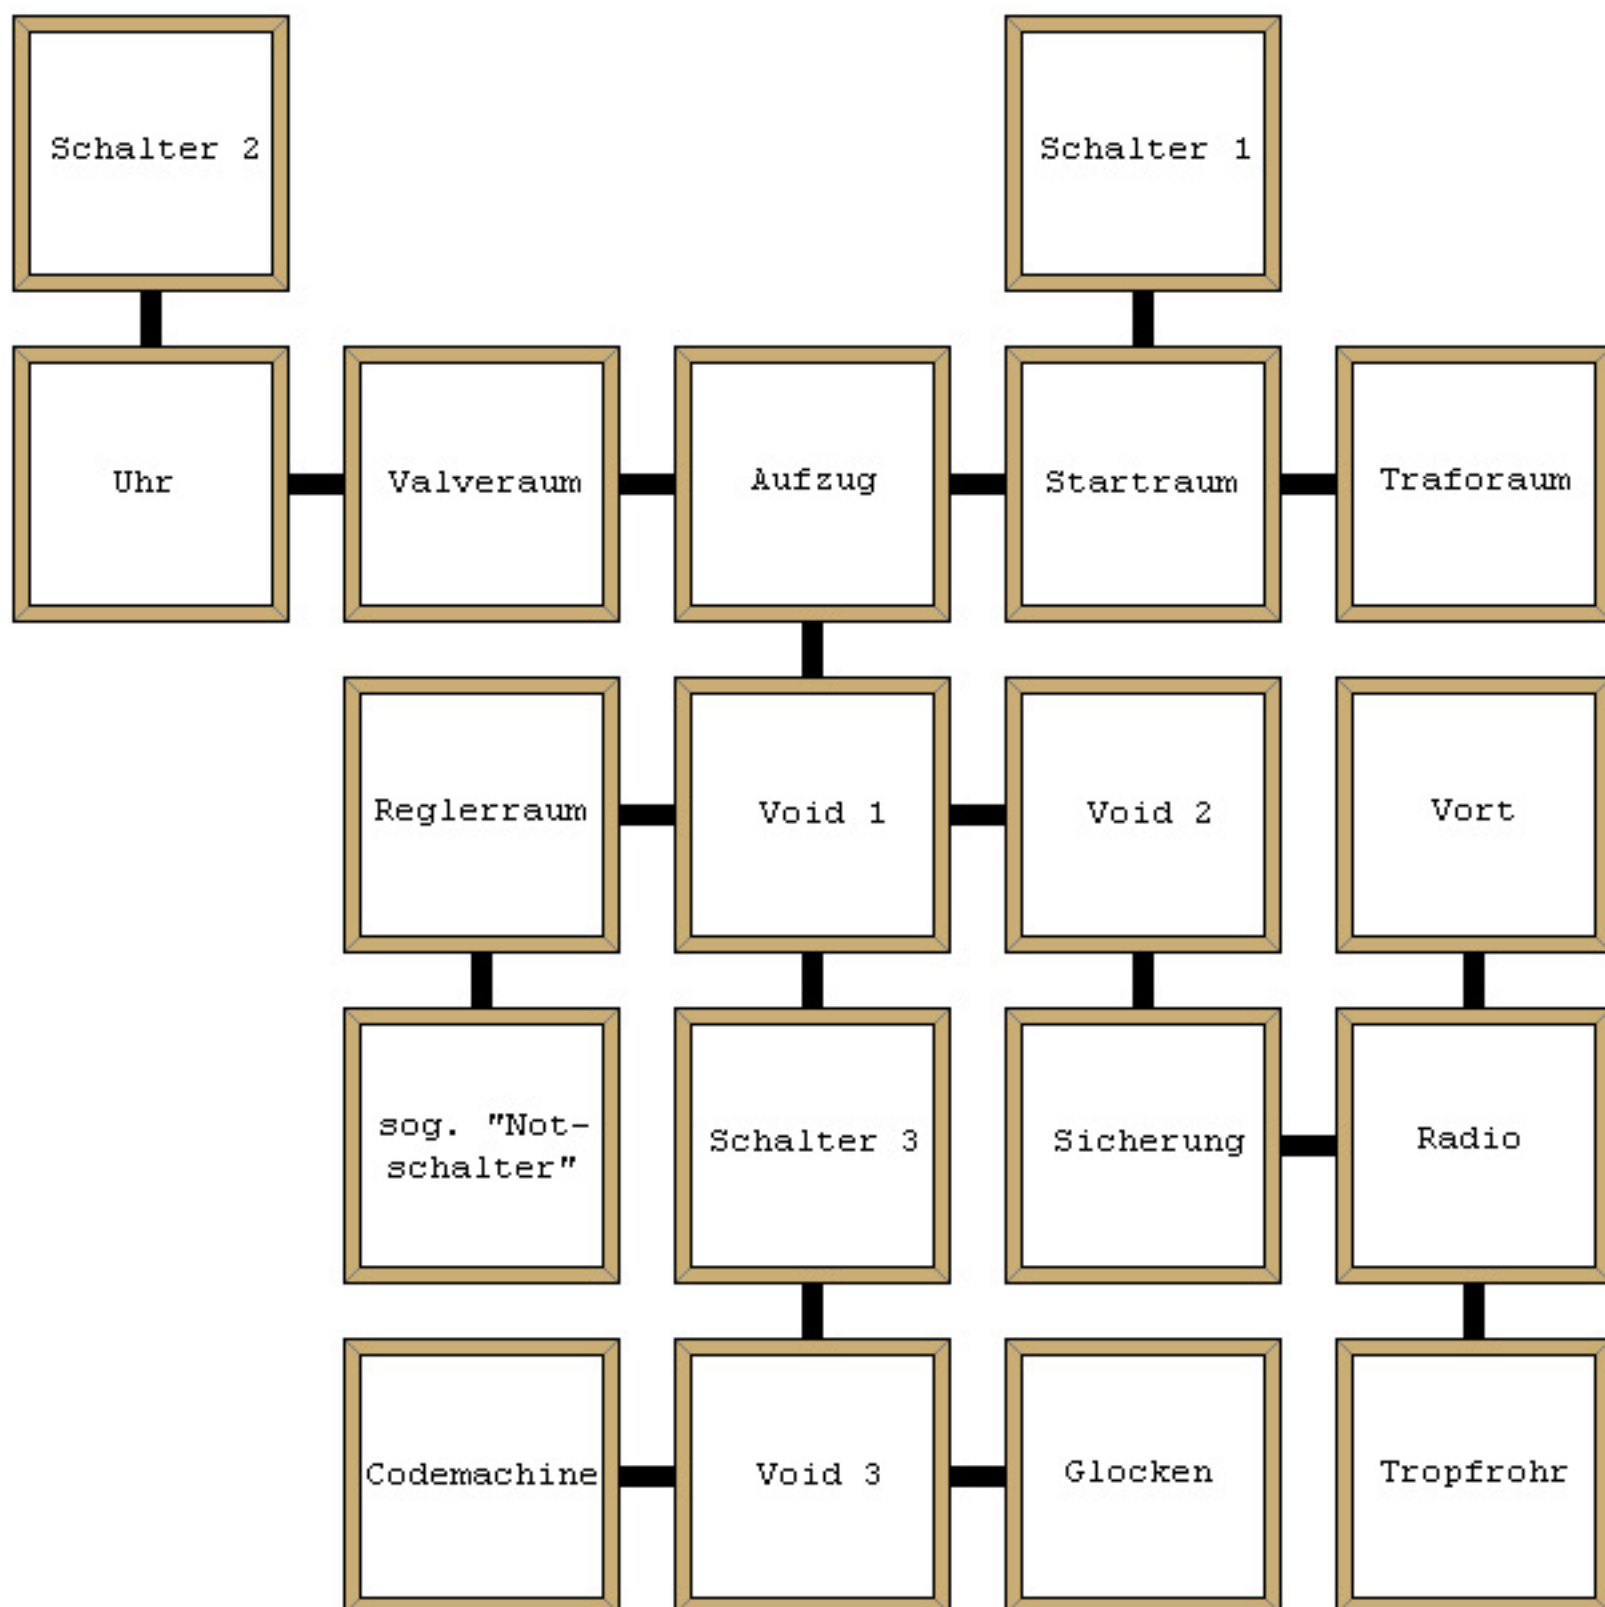 Schalter 2
Schalter 1
Uhr
Valveraum
Aufzug
Startraum
Traforaum
Reglerraum
Void 1
Void 2
Vort
sog. "Not-
schalter"
Schalter 3
Sicherung
Radio
Codemachine
Void 3
Glocken
Tropfrohr